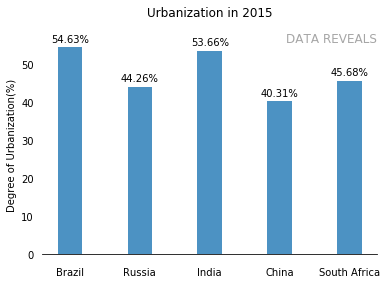 Urbanization in 2015
DATA REVEALS
Degree of Urbanization(%)
50
40
30
20
10
0
54.63%
44.26%
53.66%
40.31%
45.68%
Brazil
Russia
India
China
South Africa